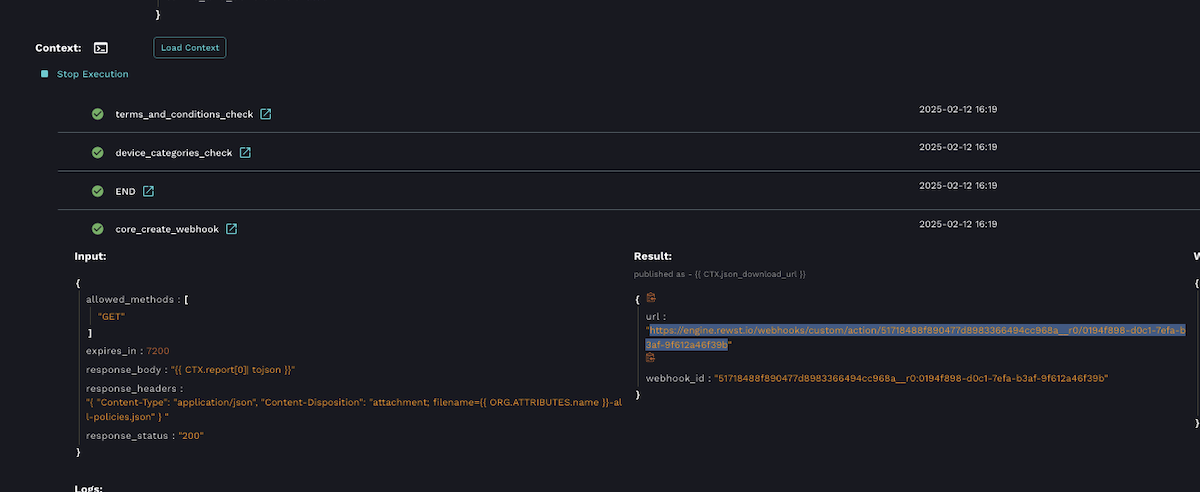 }
Context:
Load Context
Stop Execution
terms_and_conditions_check 2025-02-12 16:19
device_categories_check 2025-02-12 16:19
END 2025-02-12 16:19
core_create_webhook 2025-02-12 16:19
Input:
{
allowed_methods : [
"GET"
]
expires_in : 7200
response_body : "{{ CTX.report[0]| tojson }}"
response_headers :
"{ "Content-Type": "application/json", "Content-Disposition": "attachment; filename={{ ORG.ATTRIBUTES.name }}-al
l-policies.json" } "
response_status : "200"
}
Result:
published as - {{ CTX.json_download_url }}
{
url :
"https://engine.rewst.io/webhooks/custom/action/51718488f890477d8983366494cc968a__r0/0194f898-d0c1-7efa-b
3af-9f612a46f39b"
webhook_id : "51718488f890477d8983366494cc968a__r0:0194f898-d0c1-7efa-b3af-9f612a46f39b"
}
W
{
}
Logs: